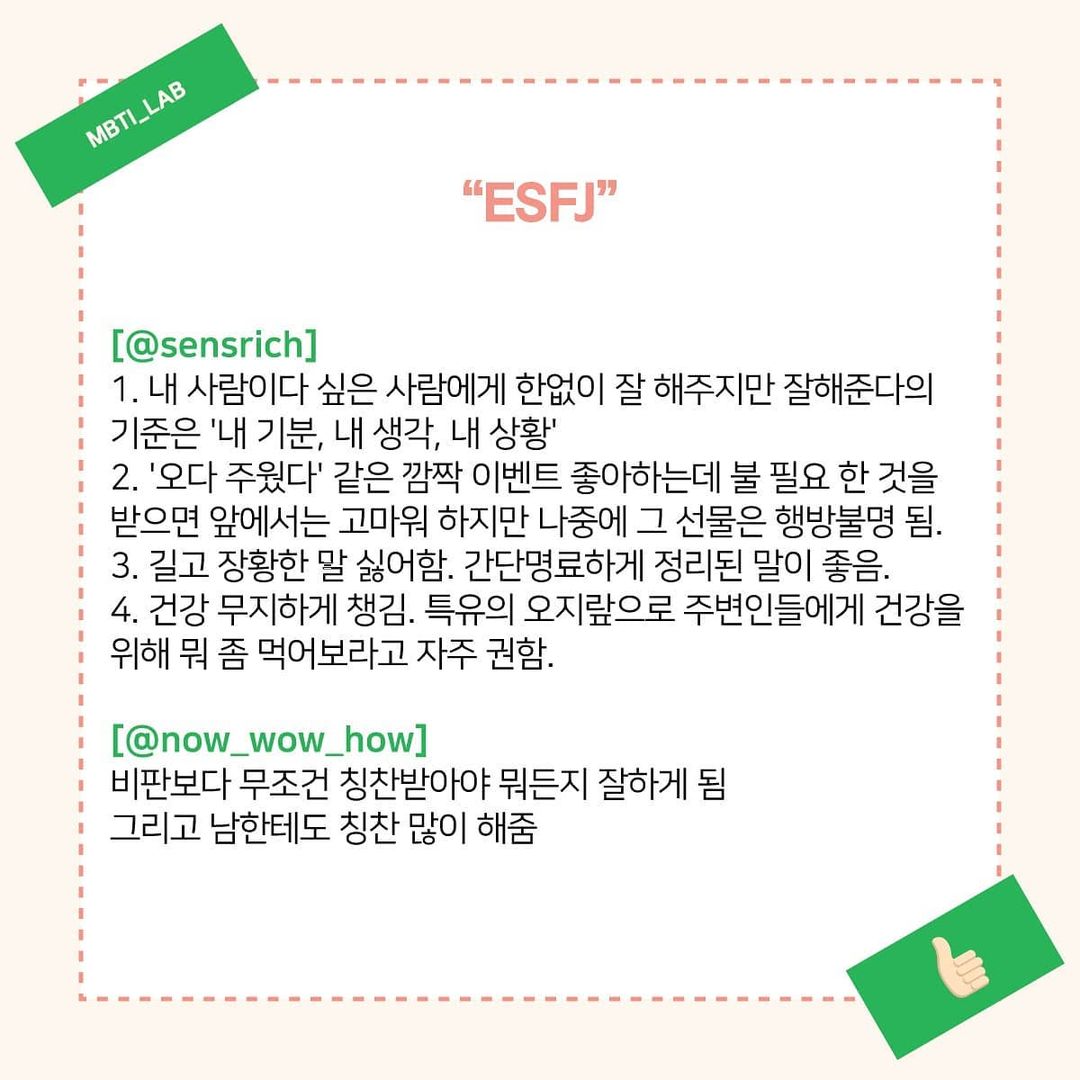 MBTI_LAB
“ESFJ”
[@sensrich]
1. 내 사람이다 싶은 사람에게 한없이 잘 해주지만 잘해준다의
기준은 '내 기분, 내 생각, 내 상황'
2. '오다 주웠다' 같은 깜짝 이벤트 좋아하는데 불 필요 한 것을
받으면 앞에서는 고마워 하지만 나중에 그 선물은 행방불명 됨.
3. 길고 장황한 말 싫어함. 간단명료하게 정리된 말이 좋음.
4. 건강 무지하게 챙김. 특유의 오지랖으로 주변인들에게 건강을
위해 뭐 좀 먹어보라고 자주 권함.
[@now_wow_how]
비판보다 무조건 칭찬받아야 뭐든지 잘하게 됨
그리고 남한테도 칭찬 많이 해줌